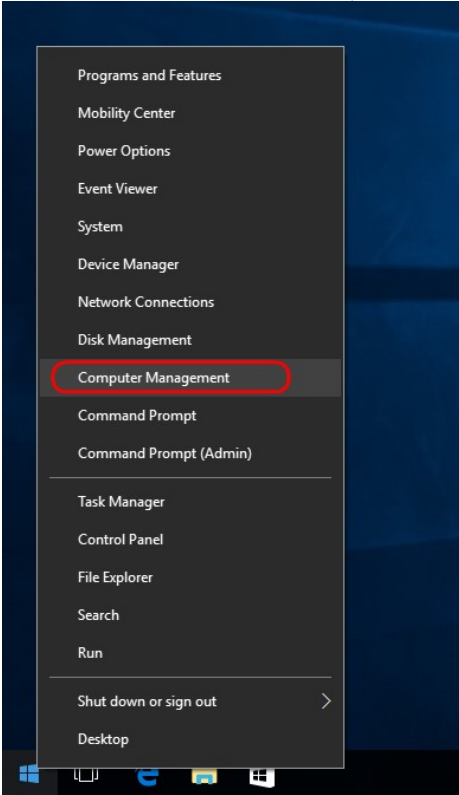 Programs and Features
Mobility Center
Power Options
Event Viewer
System
Device Manager
Network Connections
Disk Management
Computer Management
Command Prompt
Command Prompt (Admin)
Task Manager
Control Panel
File Explorer
Search
Run
Shut down or sign out
Desktop